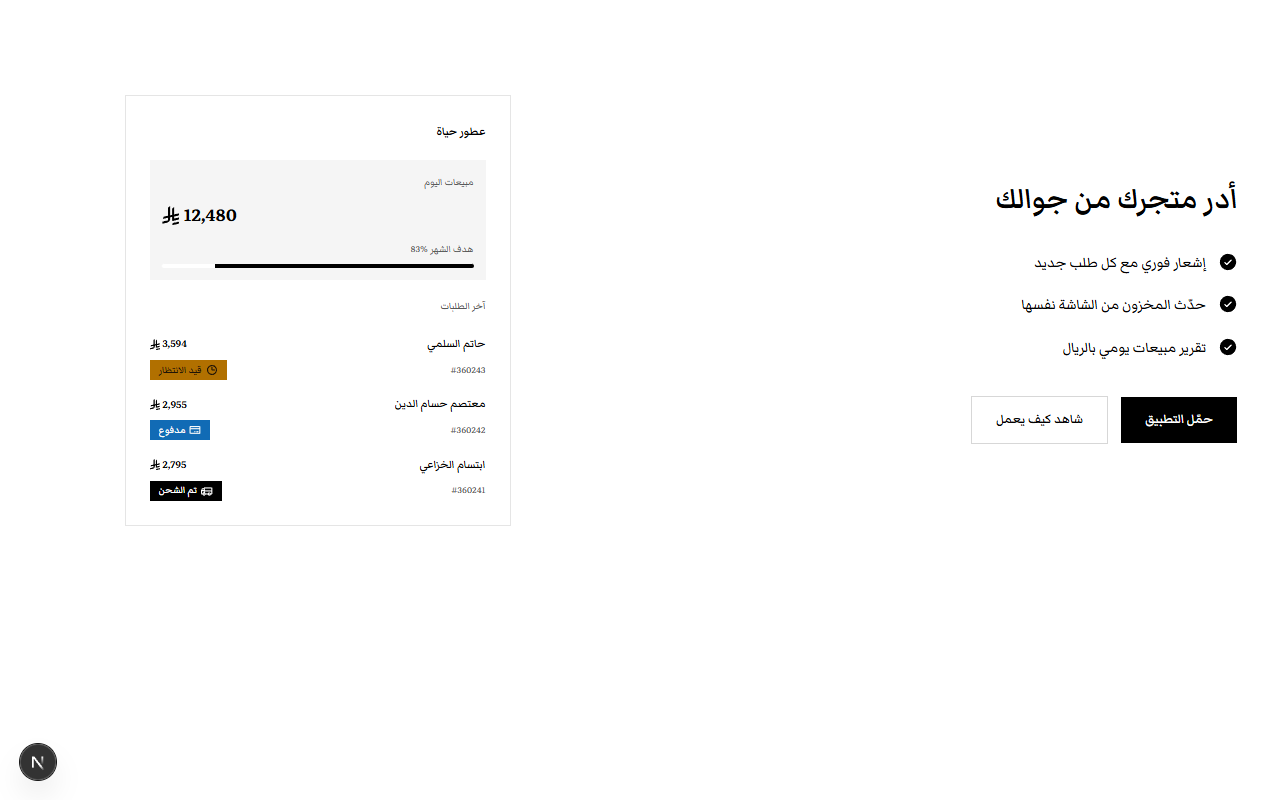 أدر متجرك من جوالك
إشعار فوري مع كل طلب جديد
حدّث المخزون من الشاشة نفسها
تقرير مبيعات يومي بالريال
حمّل التطبيق
شاهد كيف يعمل
عطور حياة
مبيعات اليوم
12,480 ⃁
هدف الشهر 83%
آخر الطلبات
حاتم السلمي
3,594 ⃁
#360243
قيد الانتظار
معتصم حسام الدين
2,955 ⃁
#360242
مدفوع
ابتسام الخزاعي
2,795 ⃁
#360241
تم الشحن
N